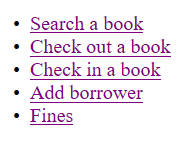 Search a book
Check out a book
Check in a book
Add borrower
Fines